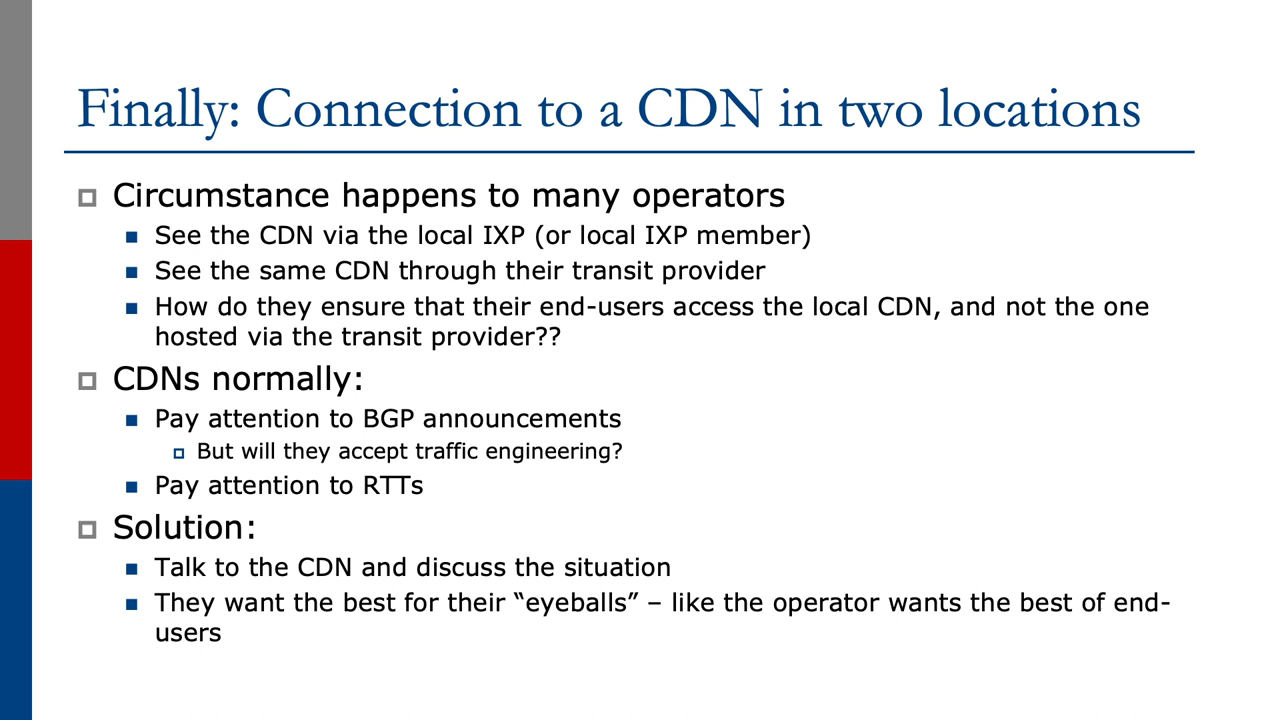 Finally: Connection to a CDN in two locations
Circumstance happens to many operators
See the CDN via the local IXP (or local IXP member)
See the same CDN through their transit provider
How do they ensure that their end-users access the local CDN, and not the one
hosted via the transit provider??
CDNs normally:
Pay attention to BGP announcements
But will they accept traffic engineering?
Pay attention to RTTs
Solution:
Talk to the CDN and discuss the situation
They want the best for their “eyeballs” – like the operator wants the best of end-
users